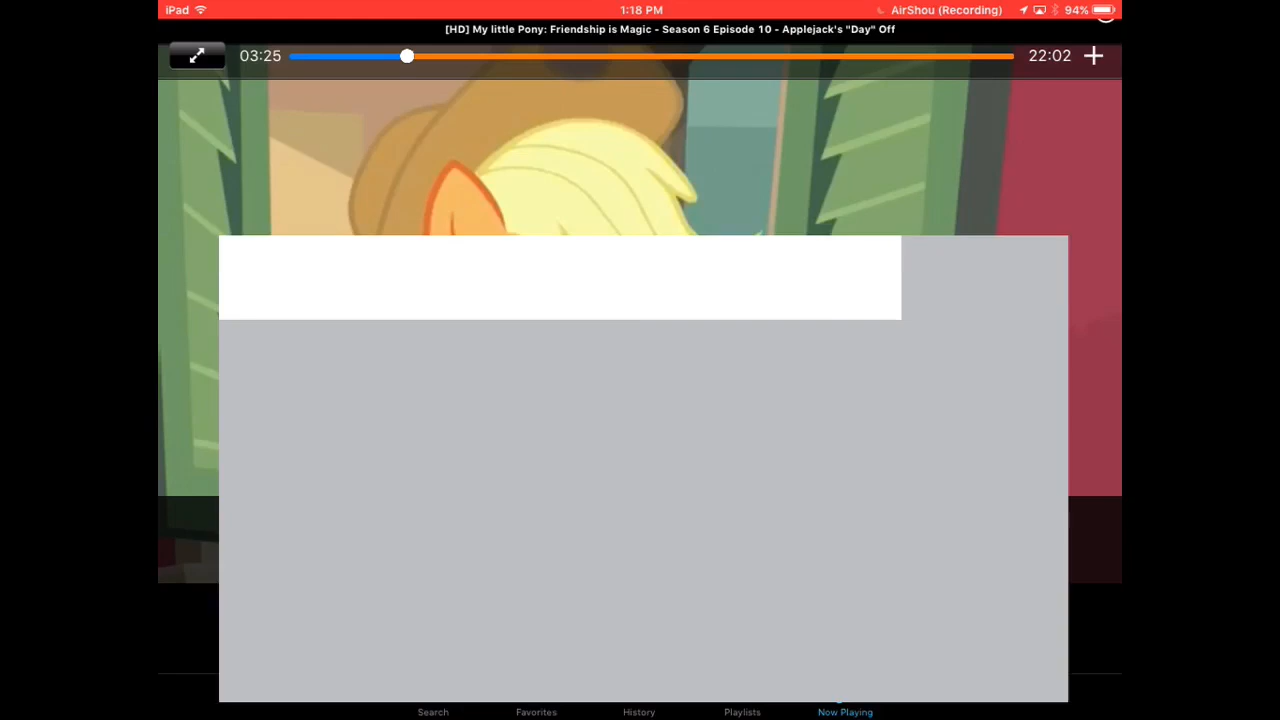 iPad 1:18 PM AirShou (Recording) 94%
[HD] My little Pony: Friendship is Magic - Season 6 Episode 10 - Applejack's "Day" Off
03:25 22:02 +
Search Favorites History Playlists Now Playing